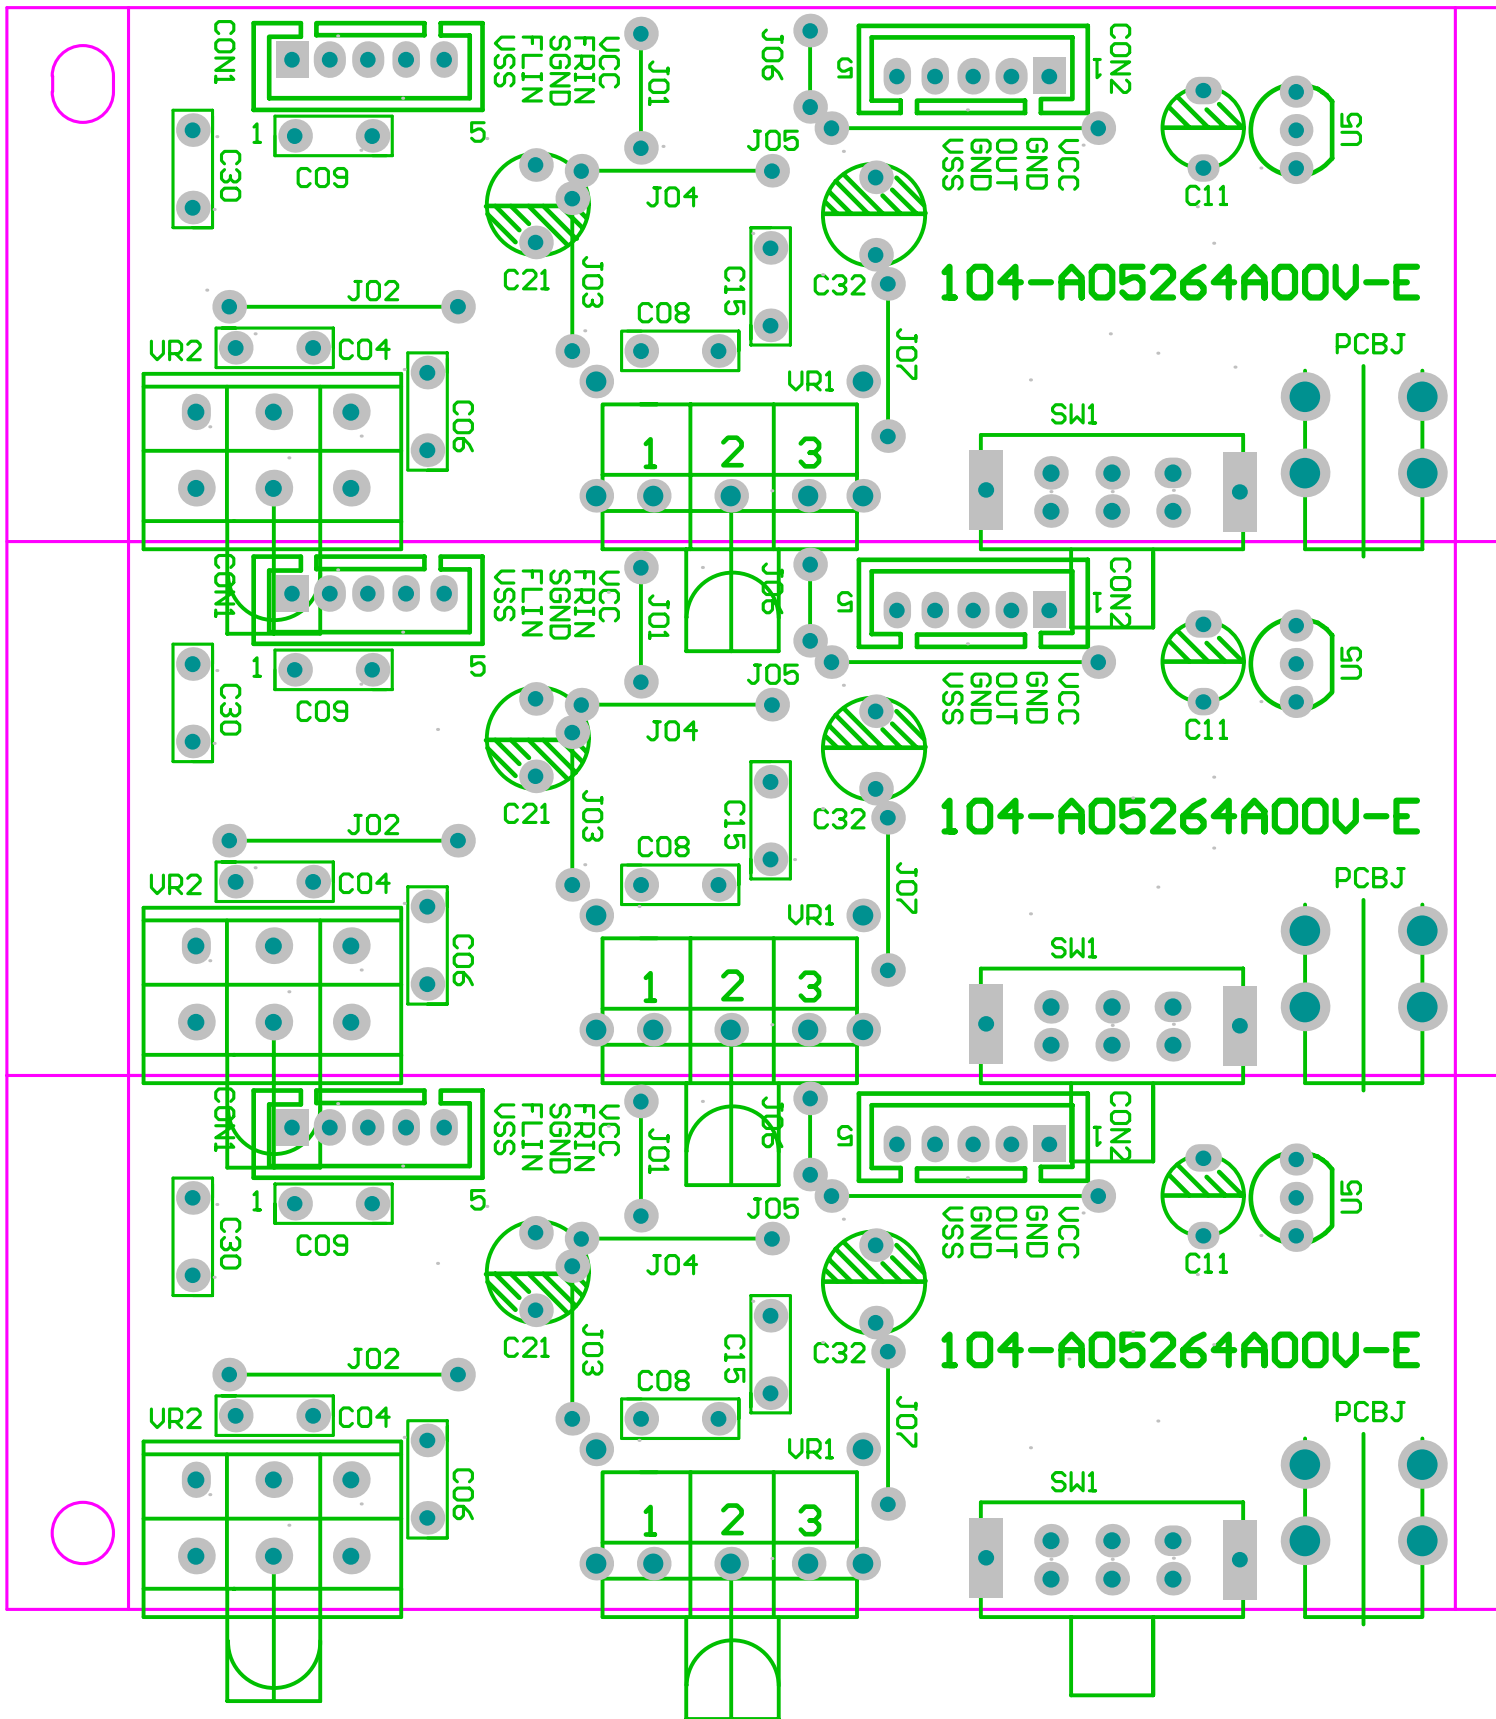 CON1
VSS
FLIN
SGND
FRIN
VCC
J01
J06
5
1
CON2
U5
1
5
C30
C09
J05
VSS
GND
OUT
GND
VCC
J04
C11
C21
J03
C15
C32
104-A05264A00V-E
J02
C08
VR2
C04
J07
PCBJ
VR1
C06
SW1
1 2 3
CON1
VSS
FLIN
SGND
FRIN
VCC
J01
J06
5
1
CON2
U5
1
5
C30
C09
J05
VSS
GND
OUT
GND
VCC
J04
C11
C21
J03
C15
C32
104-A05264A00V-E
J02
C08
VR2
C04
J07
PCBJ
VR1
C06
SW1
1 2 3
CON1
VSS
FLIN
SGND
FRIN
VCC
J01
J06
5
1
CON2
U5
1
5
C30
C09
J05
VSS
GND
OUT
GND
VCC
J04
C11
C21
J03
C15
C32
104-A05264A00V-E
J02
C08
VR2
C04
J07
PCBJ
VR1
C06
SW1
1 2 3